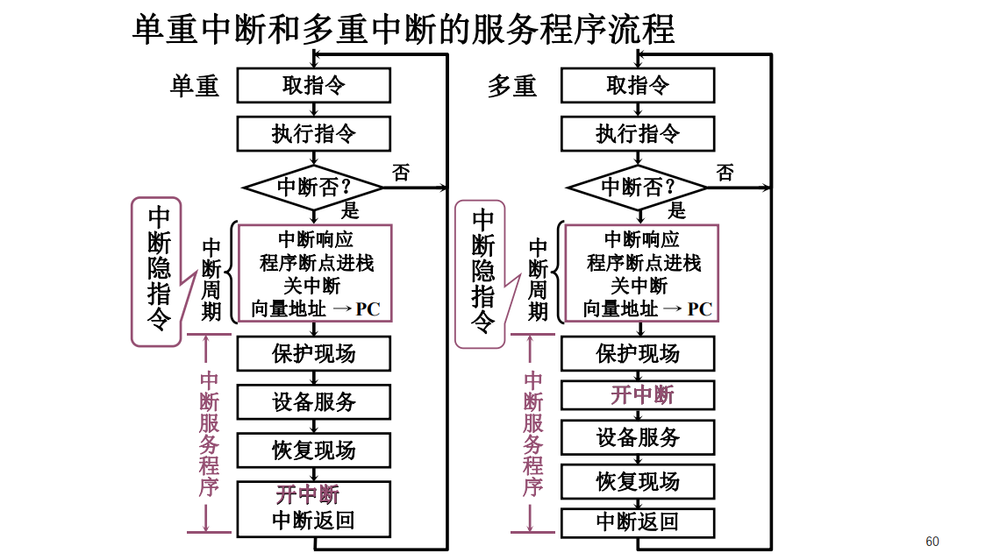 单重中断和多重中断的服务程序流程
单重
取指令
执行指令
中断否？
否
是
中断隐指令
中断周期
中断响应
程序断点进栈
关中断
向量地址 → PC
中断服务程序
保护现场
设备服务
恢复现场
开中断
中断返回
多重
取指令
执行指令
中断否？
否
是
中断隐指令
中断周期
中断响应
程序断点进栈
关中断
向量地址 → PC
中断服务程序
保护现场
开中断
设备服务
恢复现场
中断返回
60